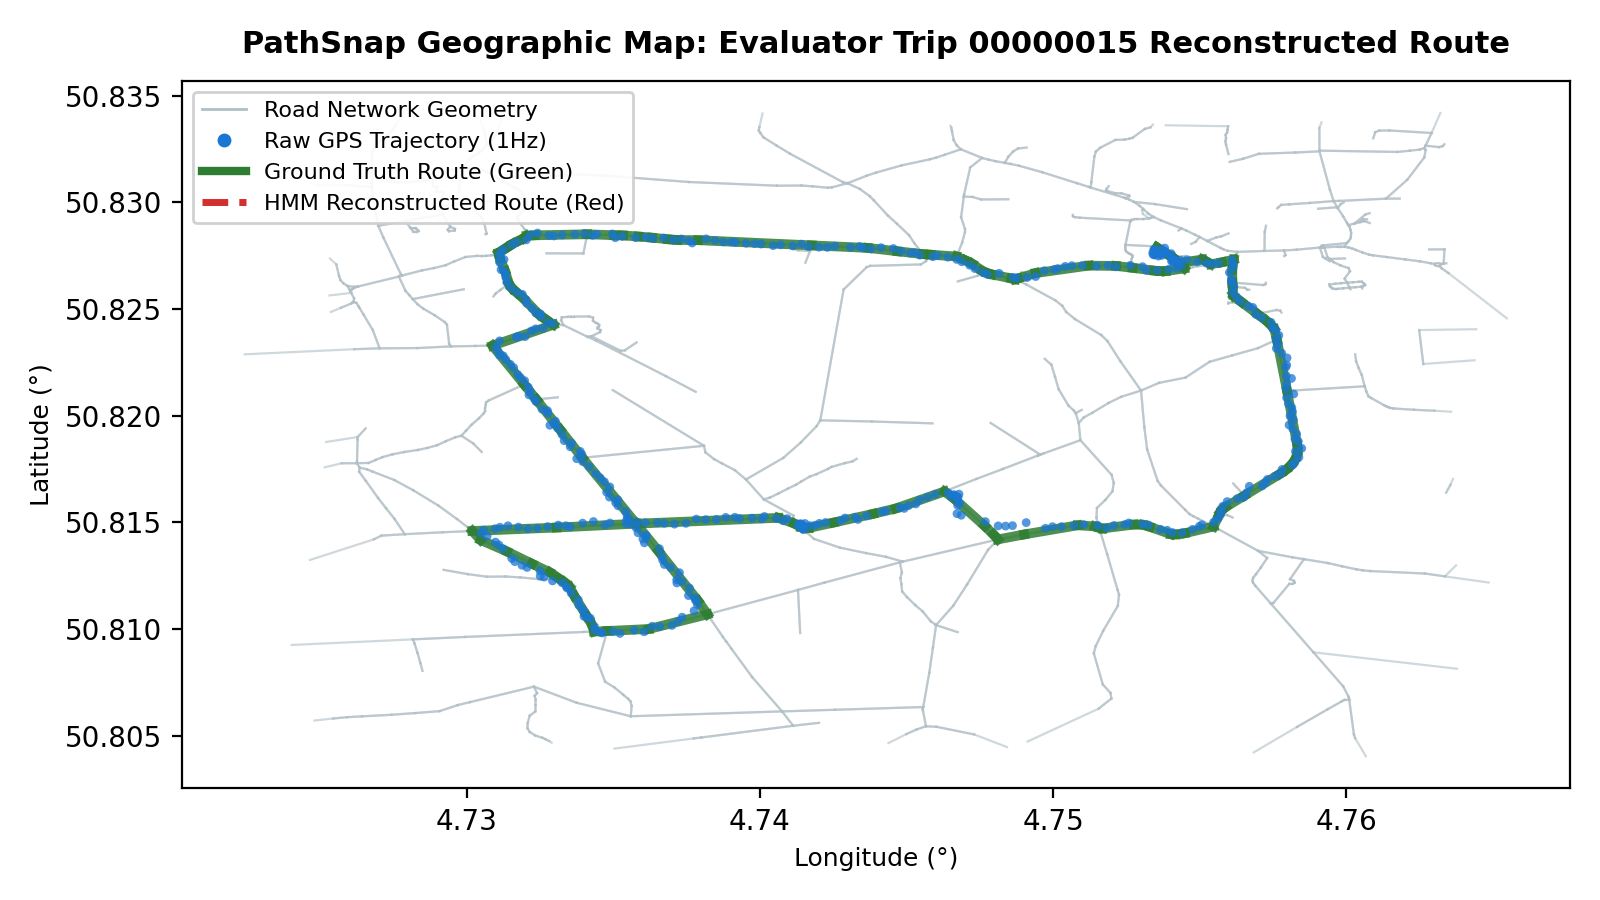 PathSnap Geographic Map: Evaluator Trip 00000015 Reconstructed Route
Road Network Geometry
Raw GPS Trajectory (1Hz)
Ground Truth Route (Green)
HMM Reconstructed Route (Red)
50.835
50.830
50.825
50.820
50.815
50.810
50.805
Latitude (°)
4.73
4.74
4.75
4.76
Longitude (°)